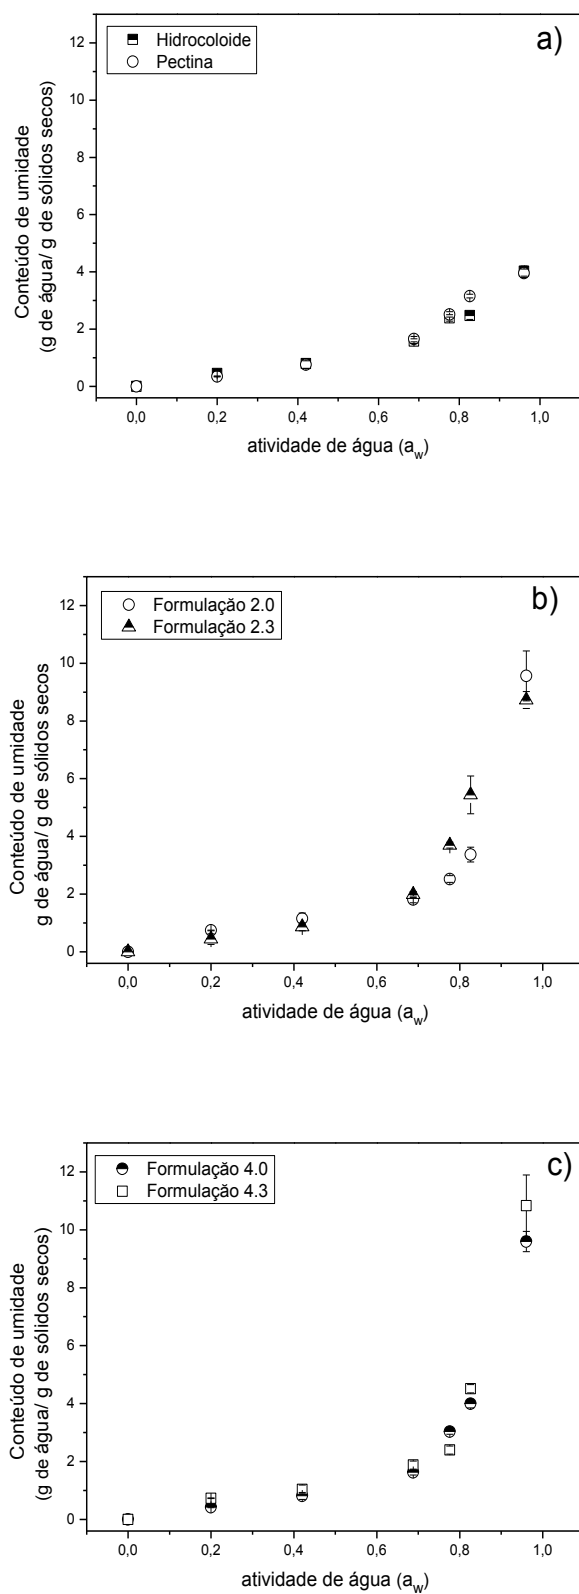 a)
Hidrocoloide
Pectina
12
10
8
6
4
2
0
Conteúdo de umidade
(g de água/ g de sólidos secos)
0,0 0,2 0,4 0,6 0,8 1,0
atividade de água (aw)
b)
Formulação 2.0
Formulação 2.3
12
10
8
6
4
2
0
Conteúdo de umidade
g de água/ g de sólidos secos
0,0 0,2 0,4 0,6 0,8 1,0
atividade de água (aw)
c)
Formulação 4.0
Formulação 4.3
12
10
8
6
4
2
0
Conteúdo de umidade
(g de água/ g de sólidos secos)
0,0 0,2 0,4 0,6 0,8 1,0
atividade de água (aw)